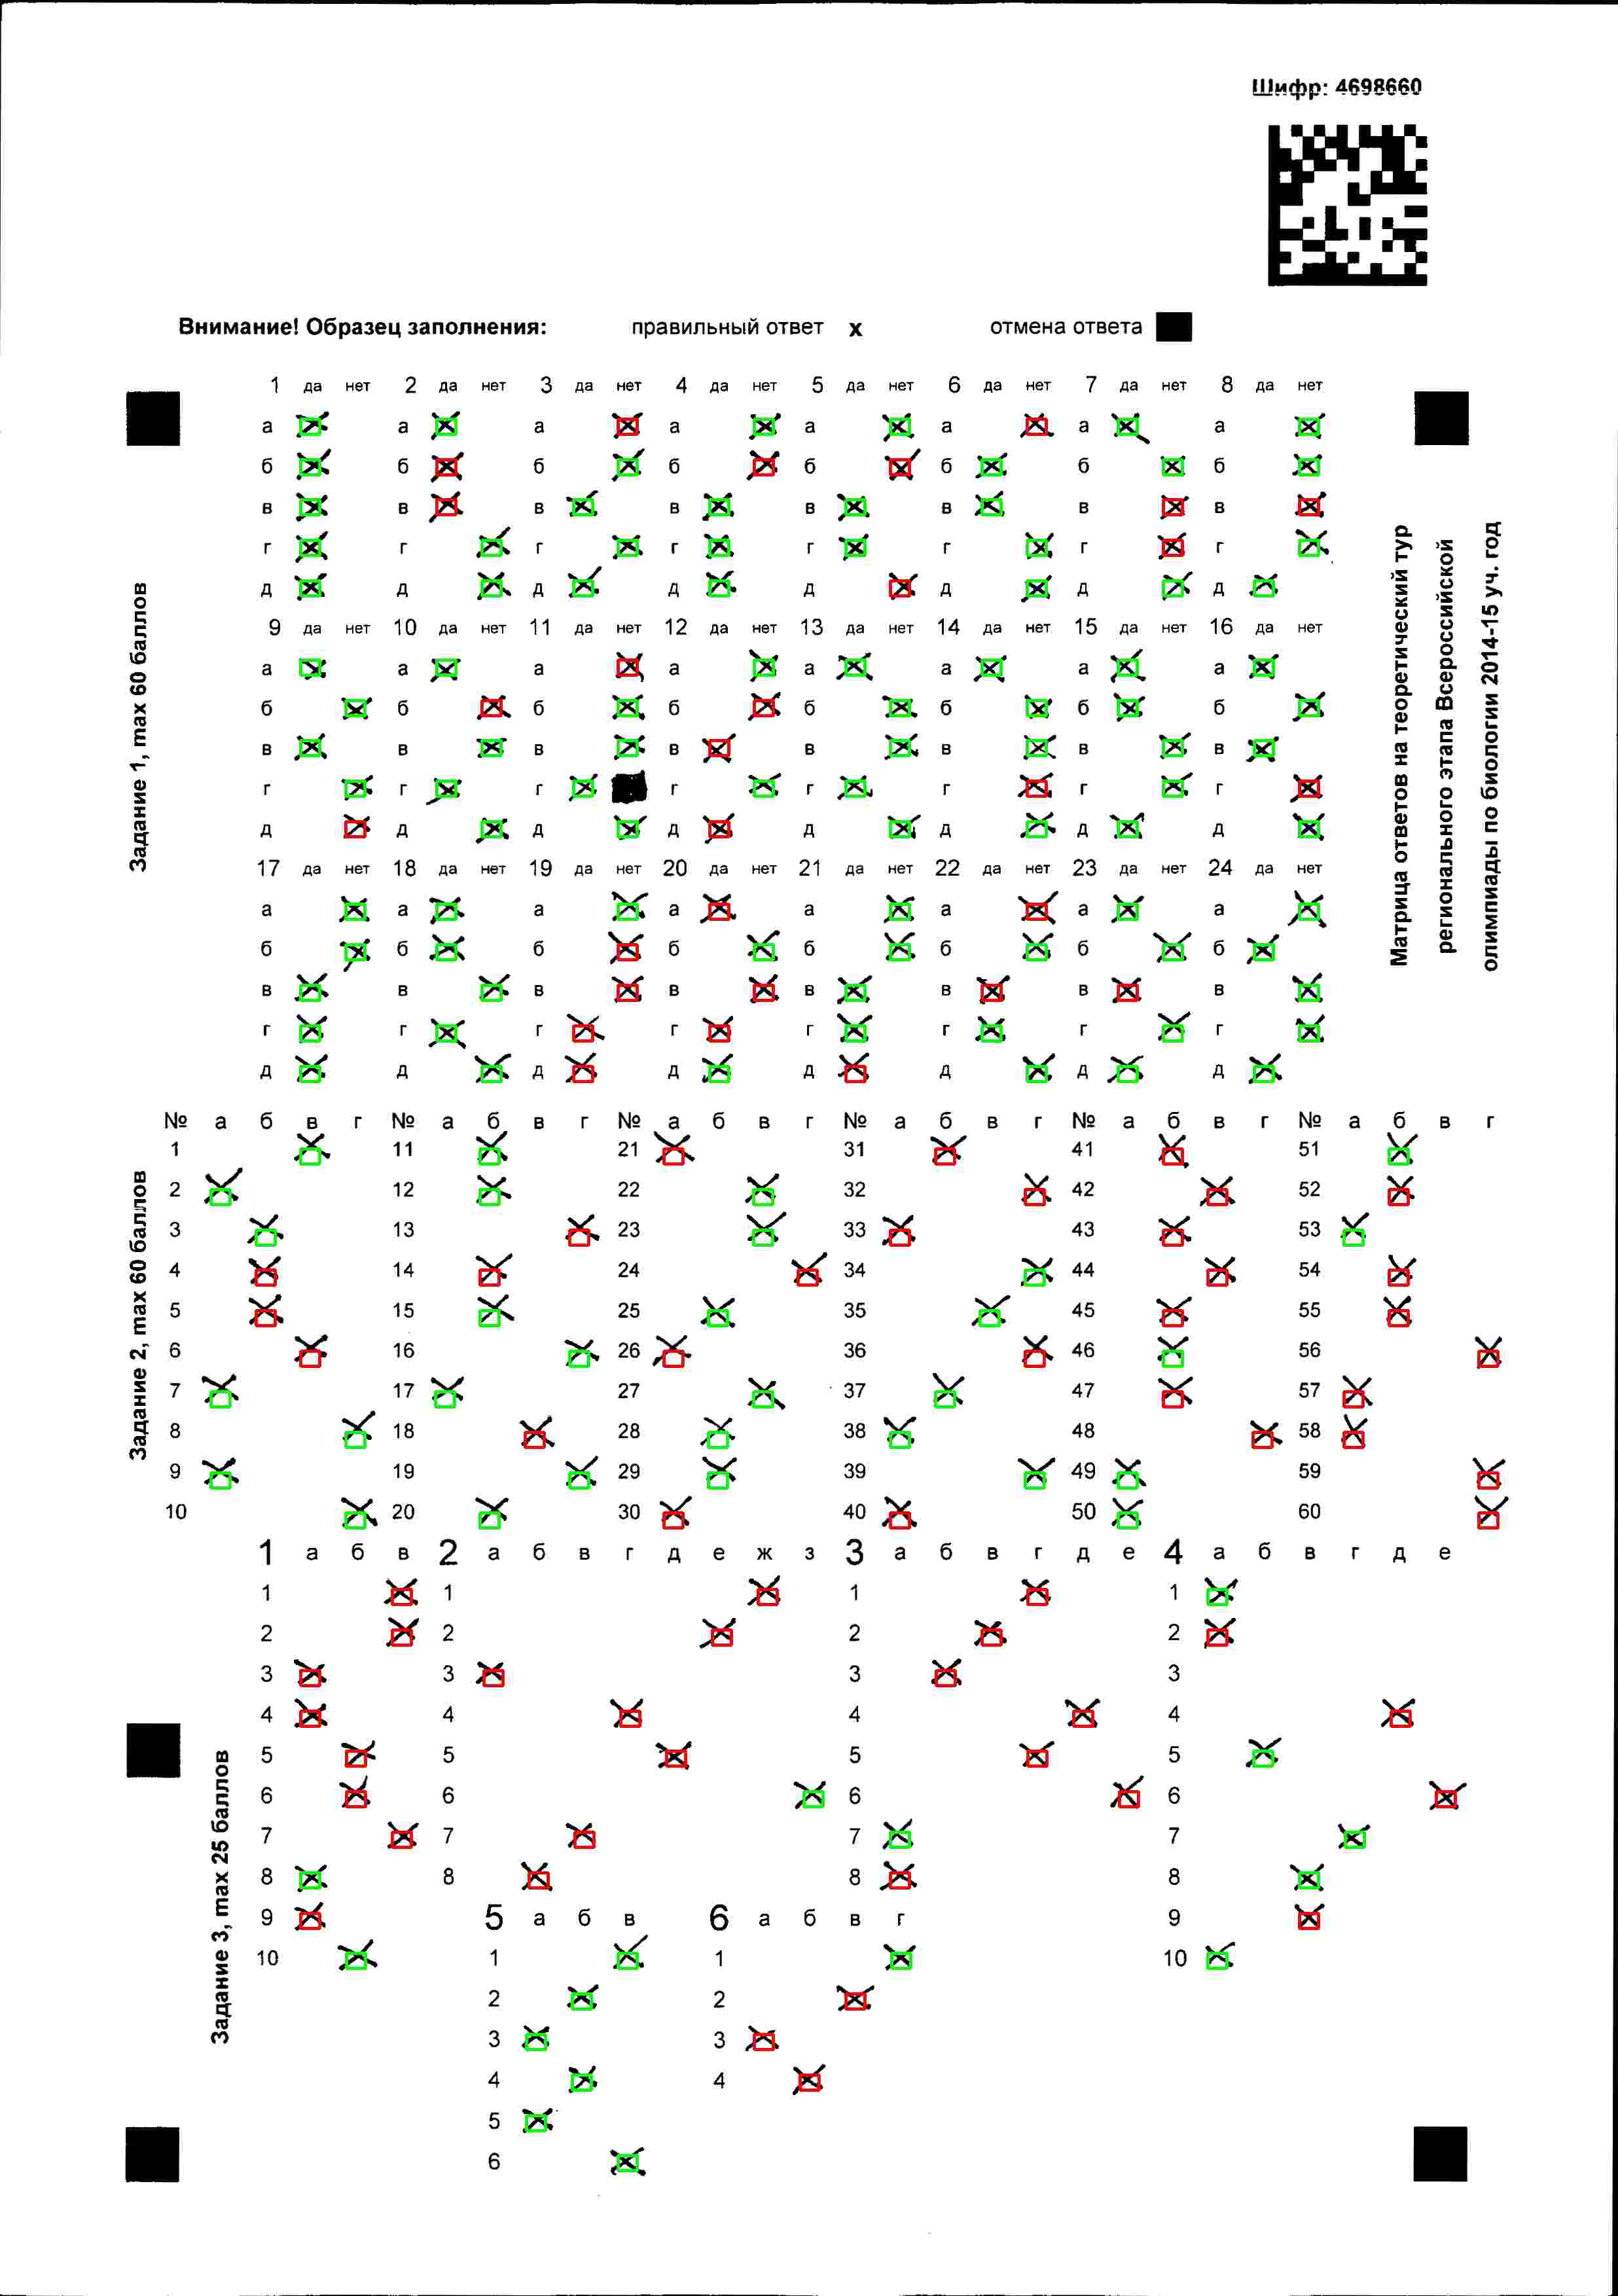 Шифр: 4698660
Внимание! Образец заполнения: правильный ответ x отмена ответа
1 да нет 2 да нет 3 да нет 4 да нет 5 да нет 6 да нет 7 да нет 8 да нет
а а а а а а а а
б б б б б б б б
в в в в в в в в
г г г г г г г г
д д д д д д д д
9 да нет 10 да нет 11 да нет 12 да нет 13 да нет 14 да нет 15 да нет 16 да нет
а а а а а а а а
б б б б б б б б
в в в в в в в в
г г г г г г г г
д д д д д д д д
17 да нет 18 да нет 19 да нет 20 да нет 21 да нет 22 да нет 23 да нет 24 да нет
а а а а а а а а
б б б б б б б б
в в в в в в в в
г г г г г г г г
д д д д д д д д
Задание 1, max 60 баллов
Матрица ответов на теоретический тур
регионального этапа Всероссийской
олимпиады по биологии 2014-15 уч. год
№ а б в г № а б в г № а б в г № а б в г № а б в г № а б в г
1 11 21 31 41 51
2 12 22 32 42 52
3 13 23 33 43 53
4 14 24 34 44 54
5 15 25 35 45 55
6 16 26 36 46 56
7 17 27 37 47 57
8 18 28 38 48 58
9 19 29 39 49 59
10 20 30 40 50 60
Задание 2, max 60 баллов
1 а б в 2 а б в г д е ж з 3 а б в г д е 4 а б в г д е
1 1 1 1
2 2 2 2
3 3 3 3
4 4 4 4
5 5 5 5
6 6 6 6
7 7 7 7
8 8 8 8
9 5 а б в 6 а б в г 9
10 1 1 10
2 2
3 3
4 4
5
6
Задание 3, max 25 баллов